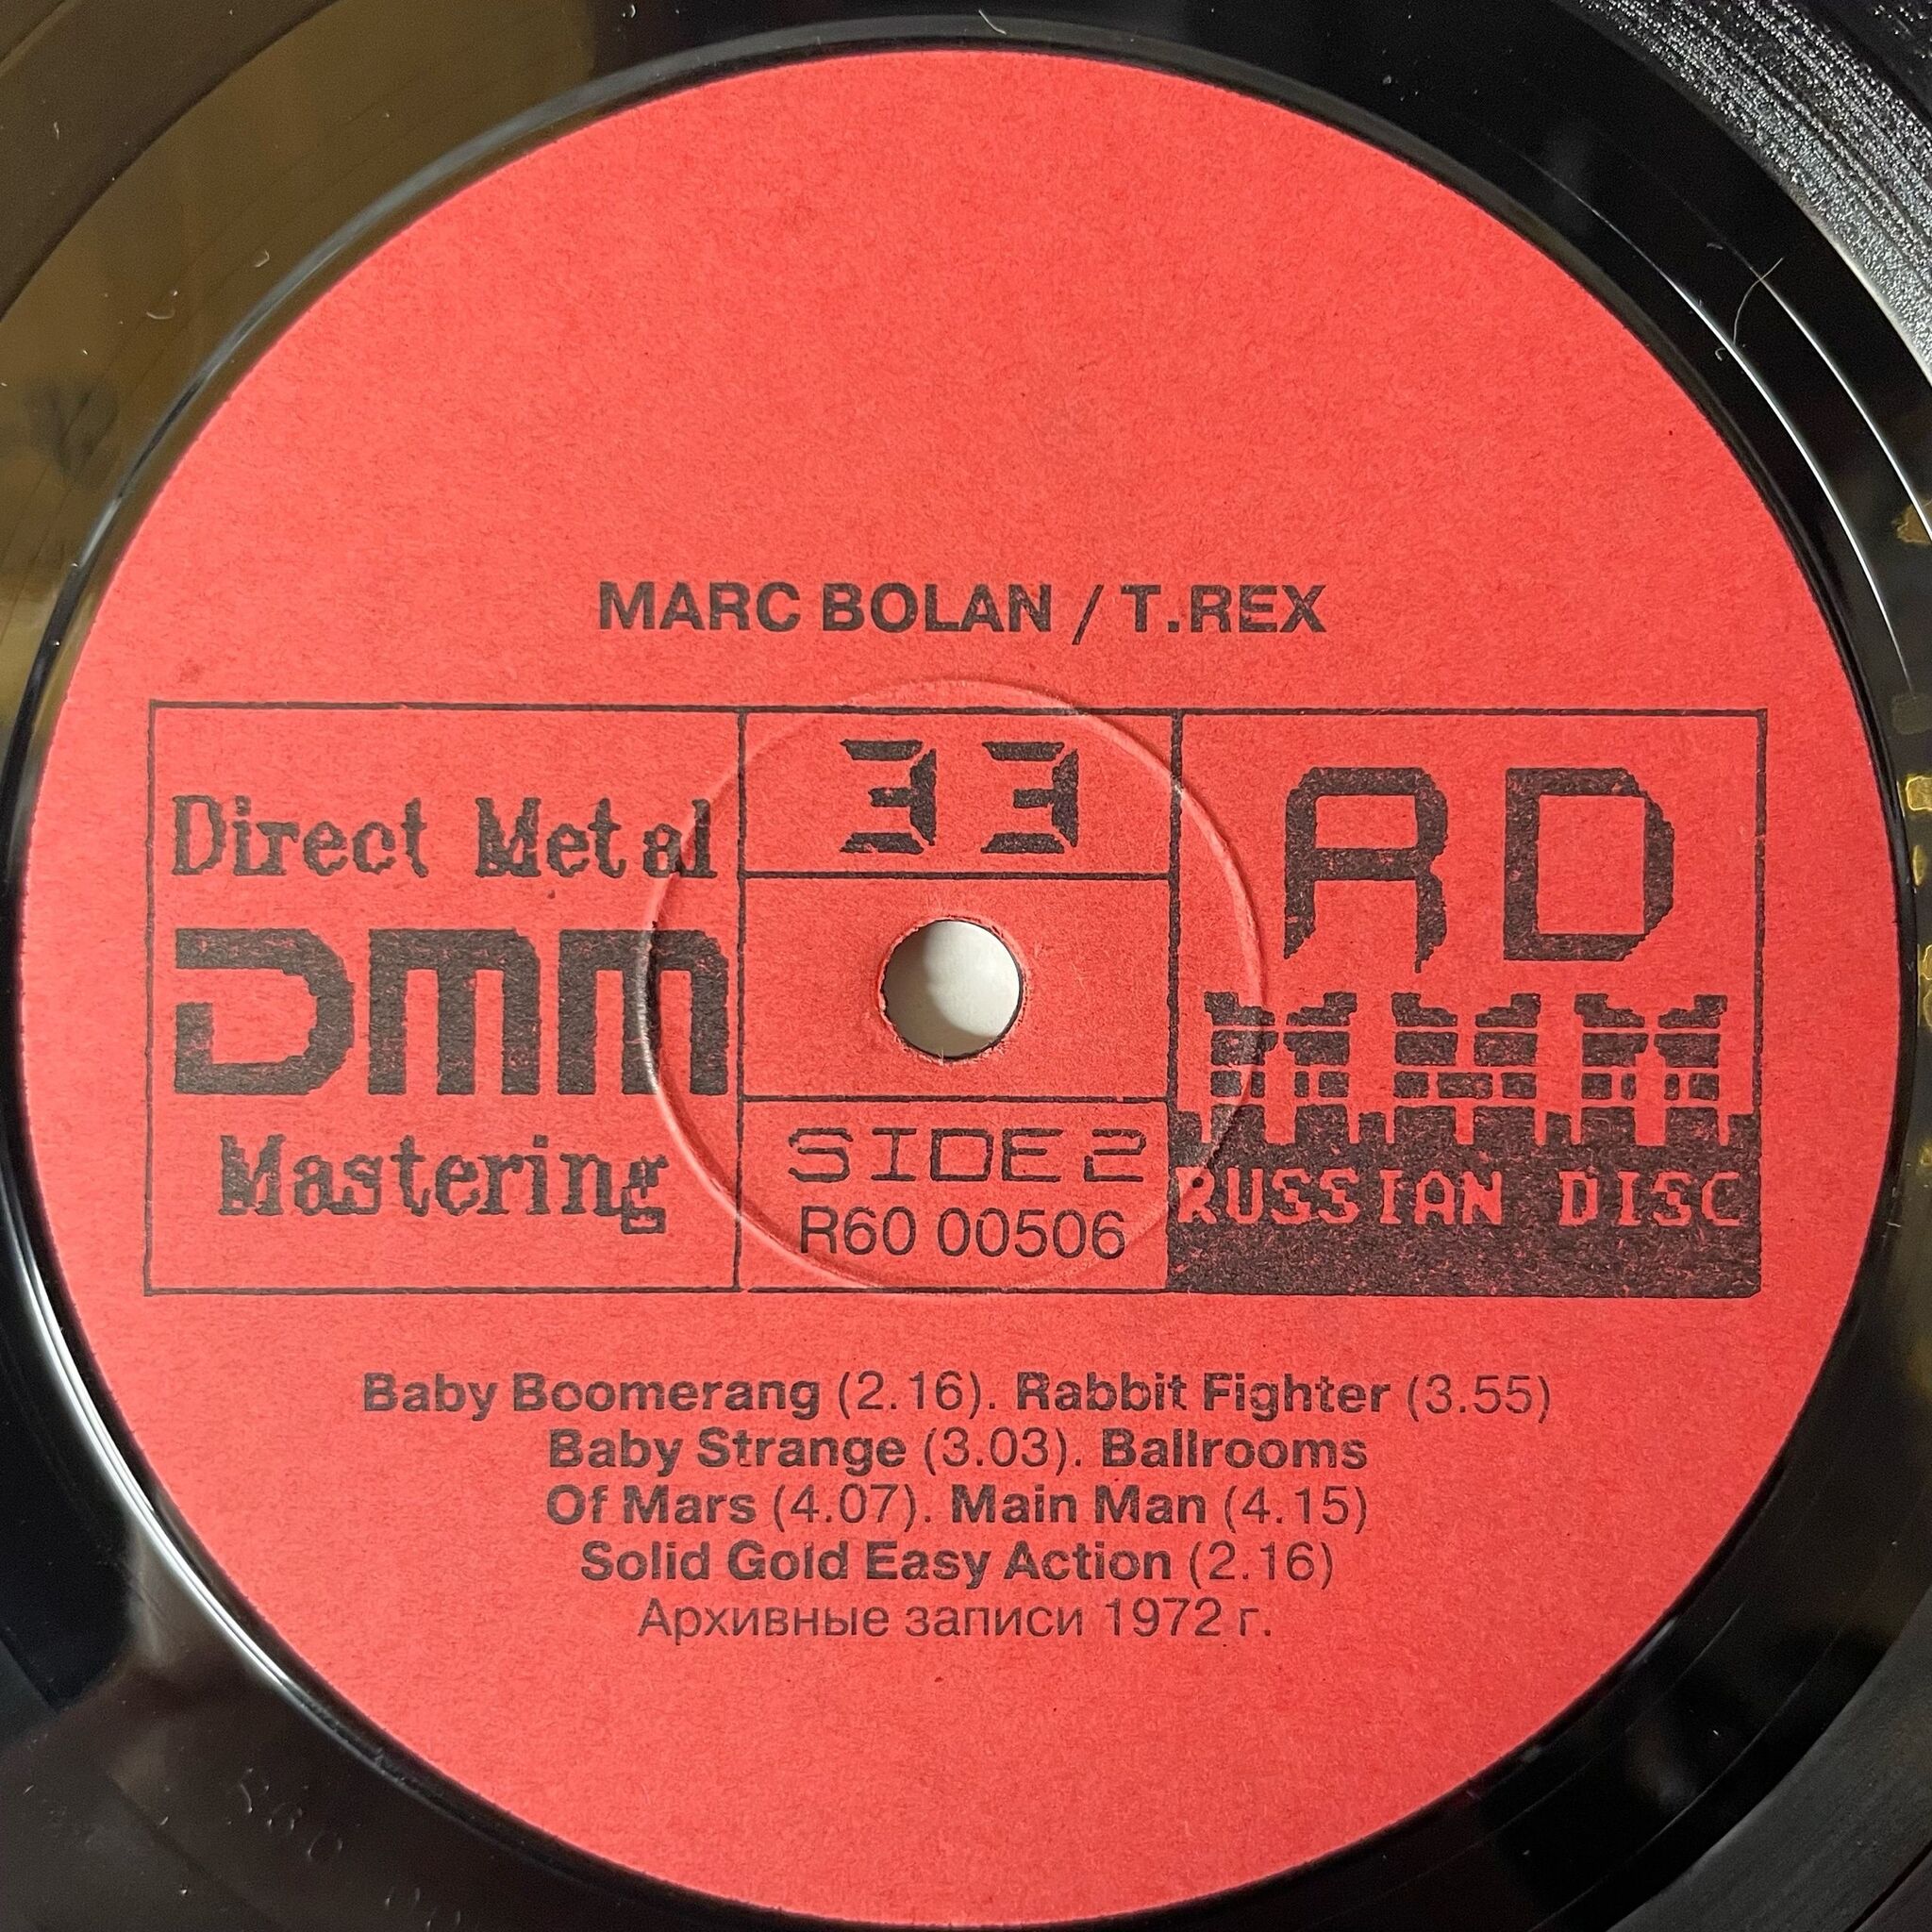 MARC BOLAN / T.REX
Direct Metal
DMM
Mastering
33
SIDE 2
R60 00506
RD
RUSSIAN DISC
Baby Boomerang (2.16). Rabbit Fighter (3.55)
Baby Strange (3.03). Ballrooms
Of Mars (4.07). Main Man (4.15)
Solid Gold Easy Action (2.16)
Архивные записи 1972 г.